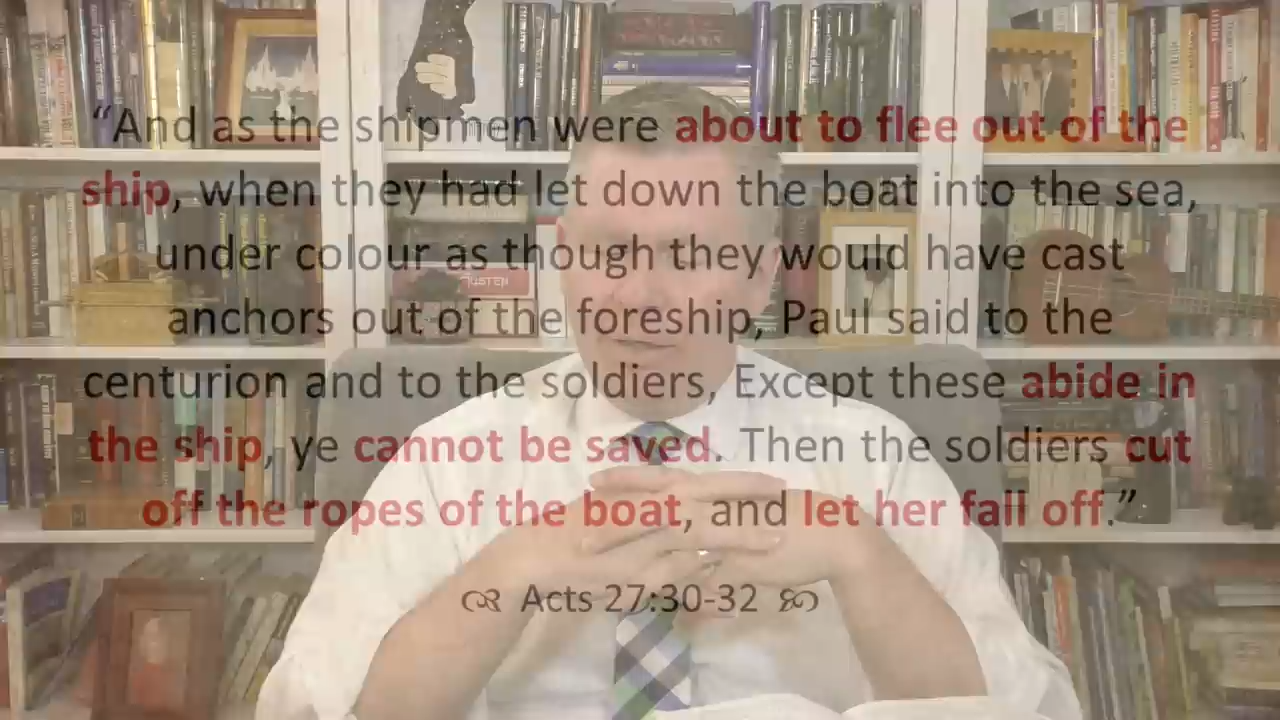 “And as the shipmen were about to flee out of the
ship, when they had let down the boat into the sea,
under colour as though they would have cast
anchors out of the foreship, Paul said to the
centurion and to the soldiers, Except these abide in
the ship, ye cannot be saved. Then the soldiers cut
off the ropes of the boat, and let her fall off.”
Acts 27:30-32